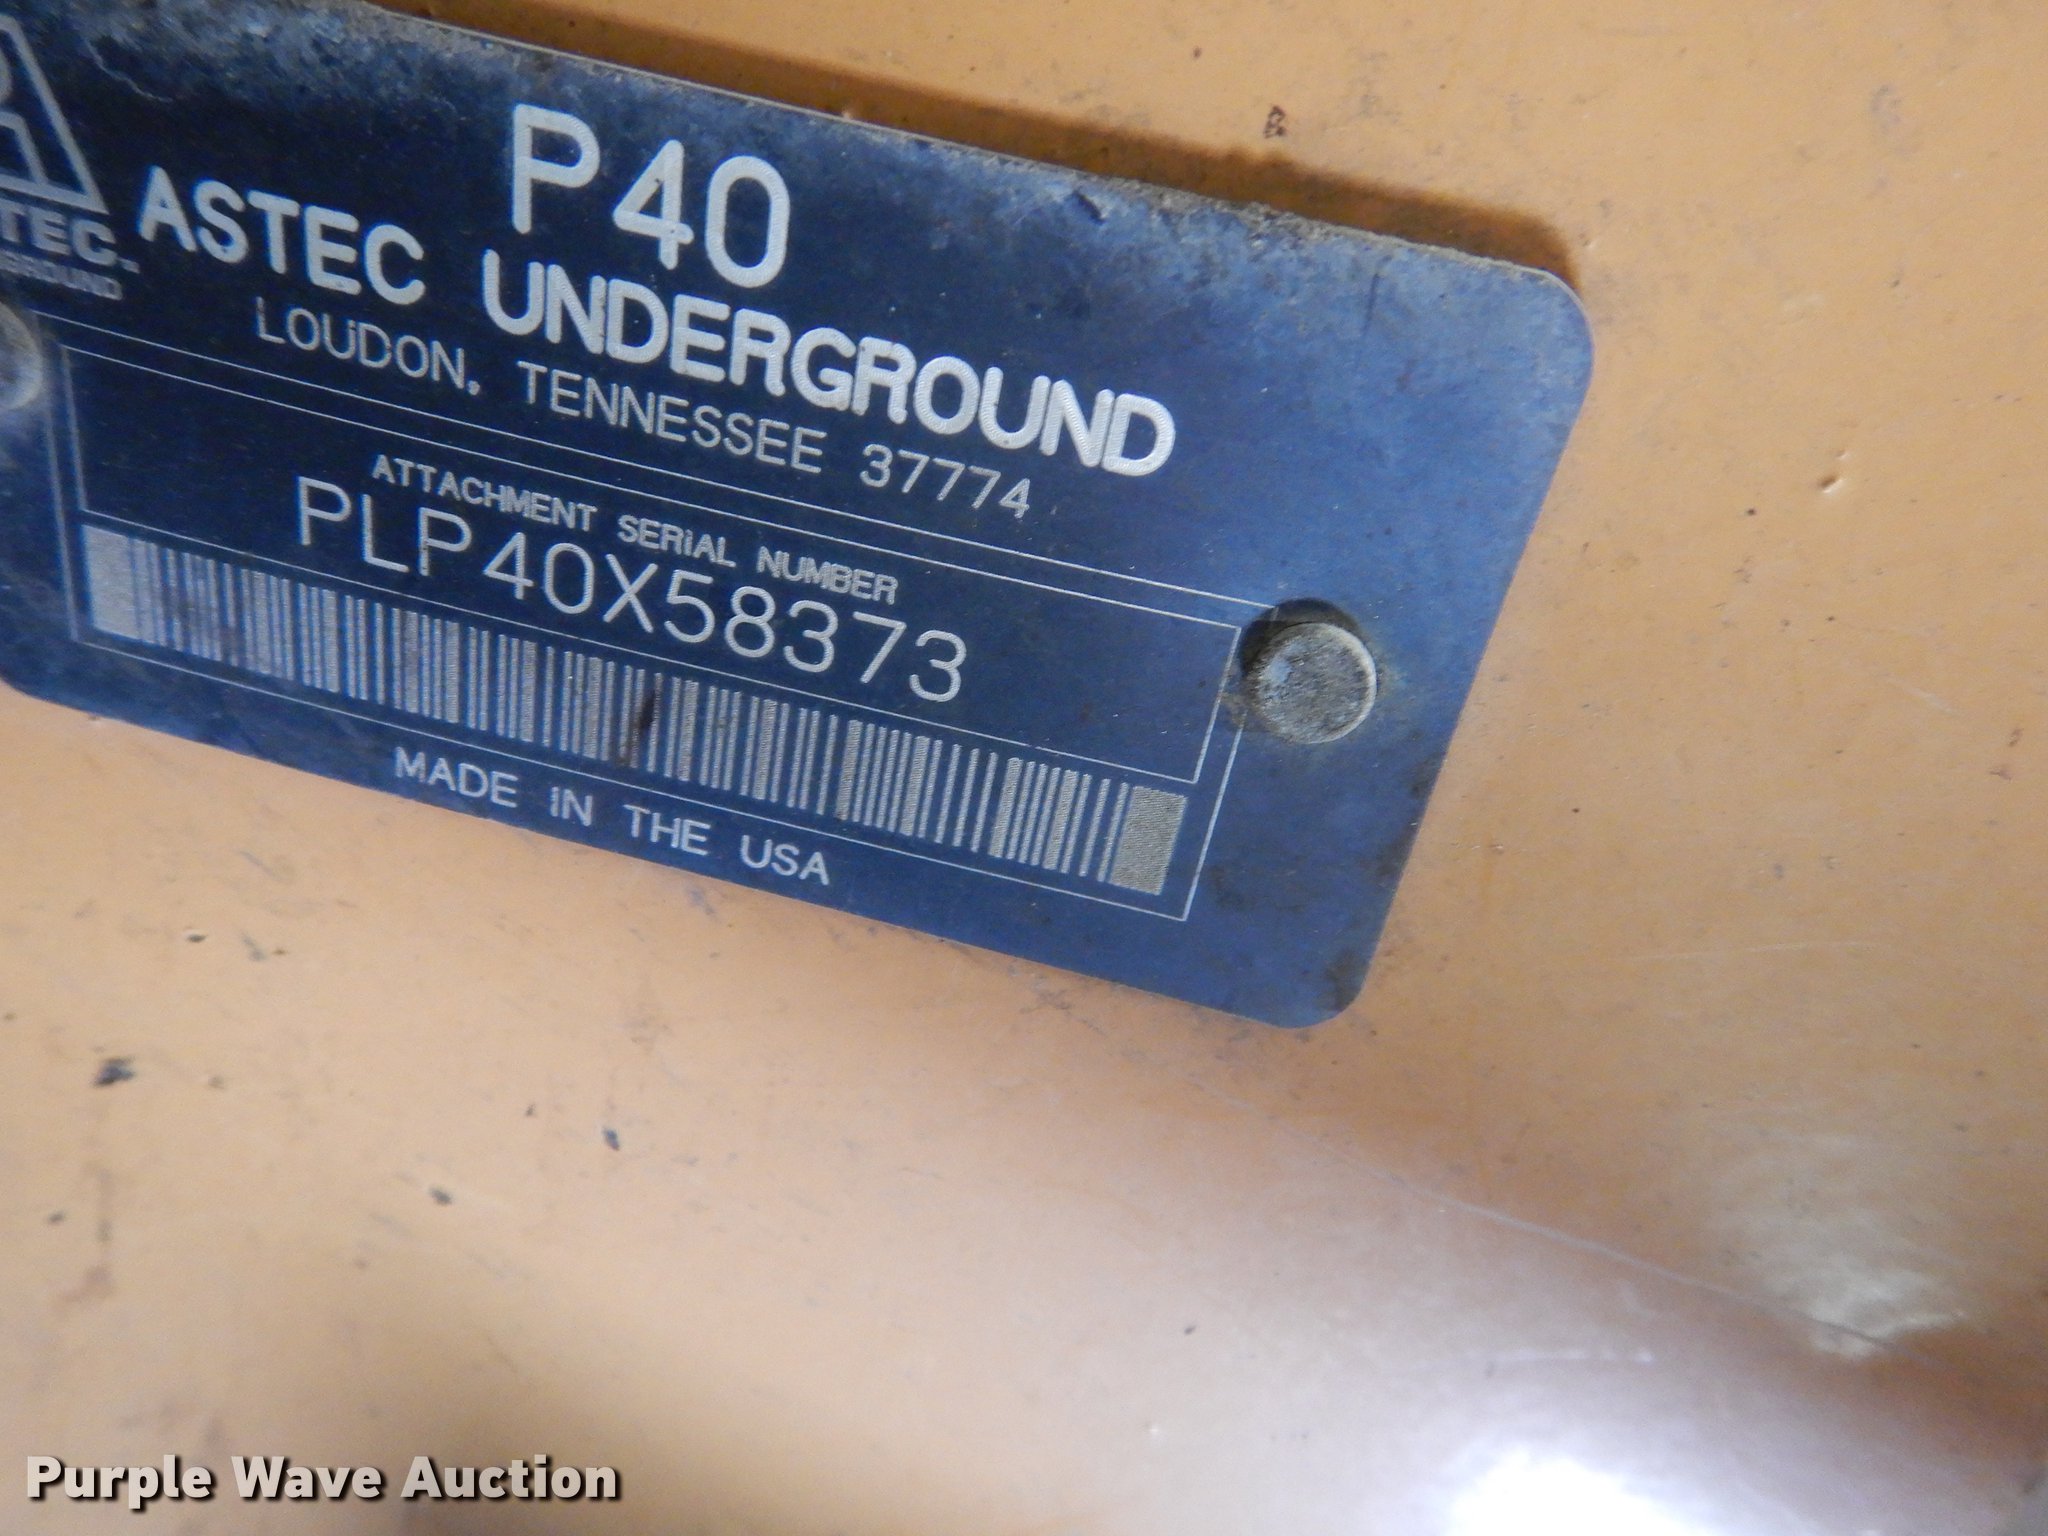 P40
ASTEC UNDERGROUND
LOUDON, TENNESSEE 37774
ATTACHMENT SERIAL NUMBER
PLP40X58373
MADE IN THE USA
Purple Wave Auction